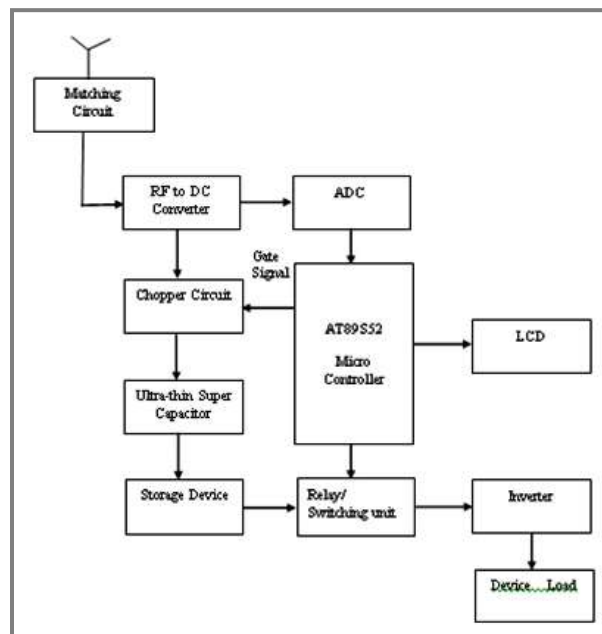 Matching
Circuit
RF to DC
Converter
ADC
Gate
Signal
Chopper Circuit
AT89S52
Micro
Controller
LCD
Ultra-thin Super
Capacitor
Storage Device
Relay/
Switching unit
Inverter
Device Load